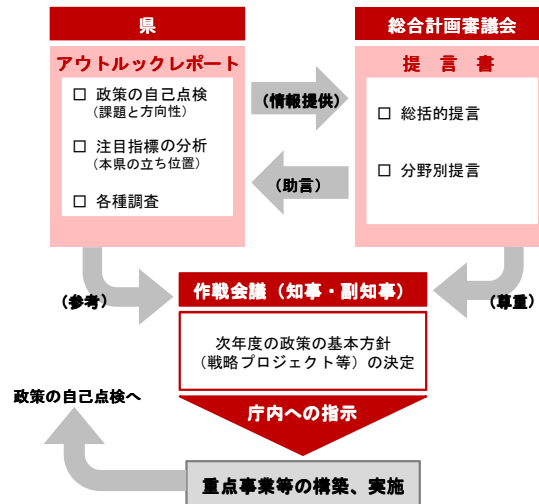 県
アウトルックレポート
□ 政策の自己点検
(課題と方向性)
□ 注目指標の分析
(本県の立ち位置)
□ 各種調査
(情報提供)
(助言)
総合計画審議会
提 言 書
□ 総括的提言
□ 分野別提言
(参考)
作戦会議(知事・副知事)
(尊重)
次年度の政策の基本方針
(戦略プロジェクト等)の決定
政策の自己点検へ
庁内への指示
重点事業等の構築、実施